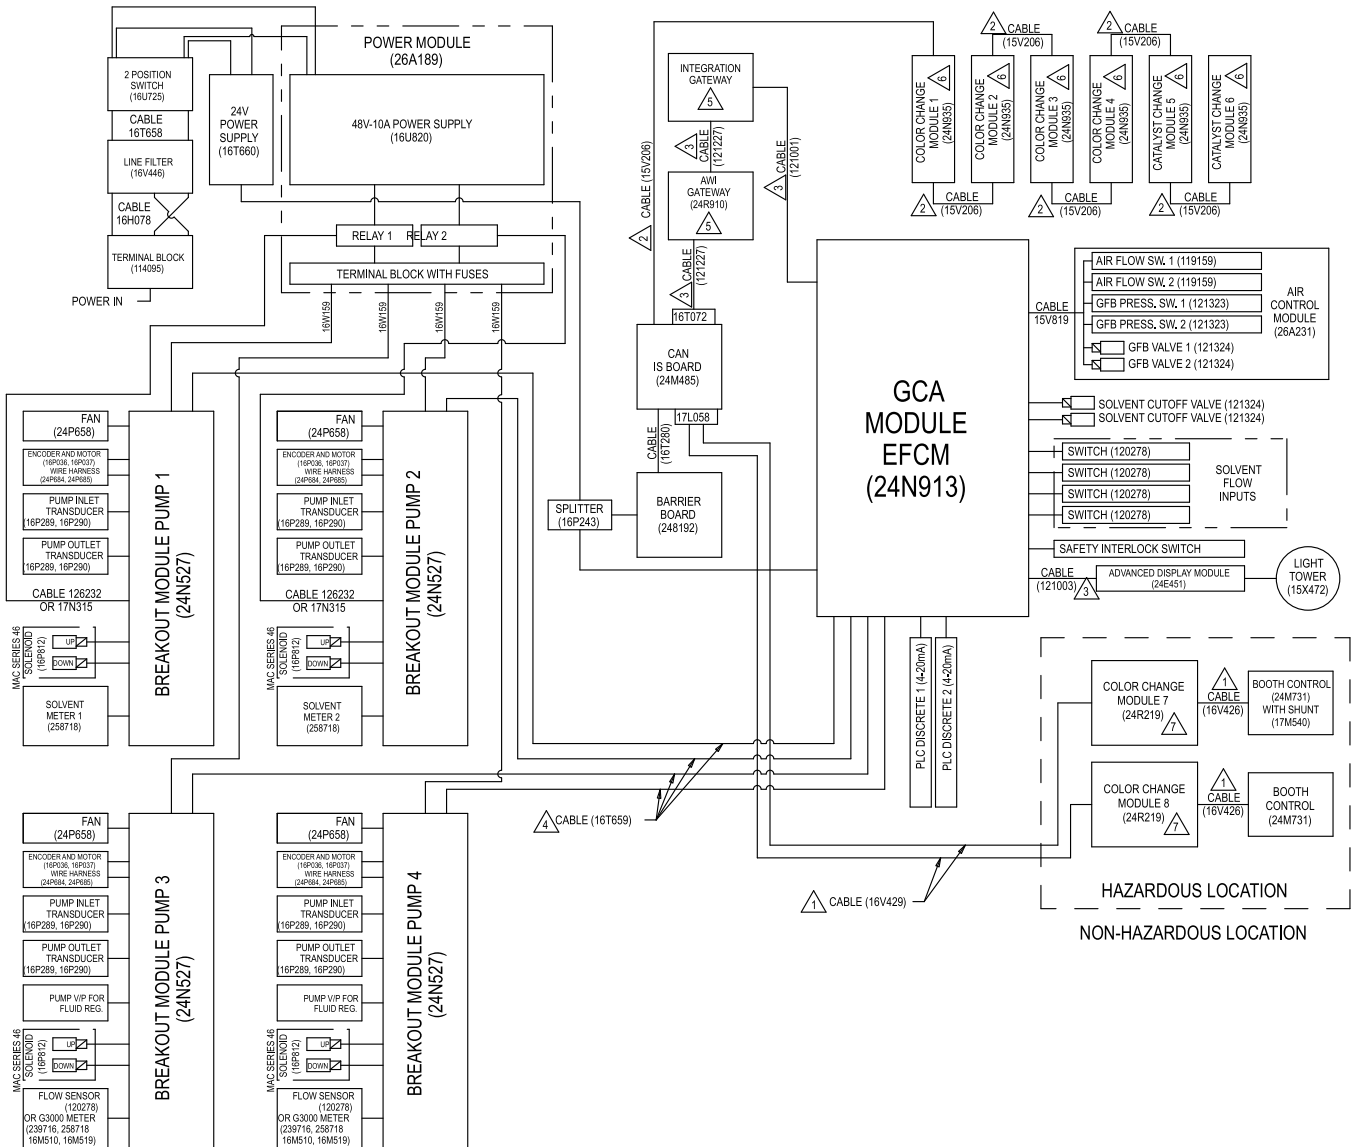 POWER MODULE
(26A189)
2 POSITION
SWITCH
(16U725)
CABLE
16T658
LINE FILTER
(16V446)
CABLE
16H078
TERMINAL BLOCK
(114095)
POWER IN
24V
POWER
SUPPLY
(16T660)
48V-10A POWER SUPPLY
(16U820)
RELAY 1
RELAY 2
TERMINAL BLOCK WITH FUSES
16W159
16W159
16W159
16W159
INTEGRATION
GATEWAY
5
3
CABLE
(121227)
AWI
GATEWAY
(24R910)
5
3
CABLE
(121227)
3
CABLE
(121001)
2
CABLE (15V206)
16T072
CAN
IS BOARD
(24M485)
17L058
CABLE
(16T280)
BARRIER
BOARD
(248192)
SPLITTER
(16P243)
2
CABLE
(15V206)
2
CABLE
(15V206)
COLOR CHANGE
MODULE 1
(24N935)
6
COLOR CHANGE
MODULE 2
(24N935)
6
COLOR CHANGE
MODULE 3
(24N935)
6
COLOR CHANGE
MODULE 4
(24N935)
6
CATALYST CHANGE
MODULE 5
(24N935)
6
CATALYST CHANGE
MODULE 6
(24N935)
6
2
CABLE
(15V206)
2
CABLE
(15V206)
2
CABLE
(15V206)
GCA
MODULE
EFCM
(24N913)
CABLE
15V819
AIR FLOW SW. 1 (119159)
AIR FLOW SW. 2 (119159)
GFB PRESS. SW. 1 (121323)
GFB PRESS. SW. 2 (121323)
GFB VALVE 1 (121324)
GFB VALVE 2 (121324)
AIR
CONTROL
MODULE
(26A231)
SOLVENT CUTOFF VALVE (121324)
SOLVENT CUTOFF VALVE (121324)
SWITCH (120278)
SWITCH (120278)
SWITCH (120278)
SWITCH (120278)
SOLVENT
FLOW
INPUTS
SAFETY INTERLOCK SWITCH
CABLE
(121003)
3
ADVANCED DISPLAY MODULE
(24E451)
LIGHT
TOWER
(15X472)
PLC DISCRETE 1 (4-20mA)
PLC DISCRETE 2 (4-20mA)
COLOR CHANGE
MODULE 7
(24R219)
7
1
CABLE
(16V426)
BOOTH CONTROL
(24M731)
WITH SHUNT
(17M540)
COLOR CHANGE
MODULE 8
(24R219)
7
1
CABLE
(16V426)
BOOTH
CONTROL
(24M731)
HAZARDOUS LOCATION
NON-HAZARDOUS LOCATION
4
CABLE (16T659)
1
CABLE (16V429)
FAN
(24P658)
ENCODER AND MOTOR
(16P036, 16P037)
WIRE HARNESS
(24P684, 24P685)
PUMP INLET
TRANSDUCER
(16P289, 16P290)
PUMP OUTLET
TRANSDUCER
(16P289, 16P290)
CABLE 126232
OR 17N315
MAC SERIES 46
SOLENOID
(16P812)
UP
DOWN
SOLVENT
METER 1
(258718)
BREAKOUT MODULE PUMP 1
(24N527)
FAN
(24P658)
ENCODER AND MOTOR
(16P036, 16P037)
WIRE HARNESS
(24P684, 24P685)
PUMP INLET
TRANSDUCER
(16P289, 16P290)
PUMP OUTLET
TRANSDUCER
(16P289, 16P290)
CABLE 126232
OR 17N315
MAC SERIES 46
SOLENOID
(16P812)
UP
DOWN
SOLVENT
METER 2
(258718)
BREAKOUT MODULE PUMP 2
(24N527)
FAN
(24P658)
ENCODER AND MOTOR
(16P036, 16P037)
WIRE HARNESS
(24P684, 24P685)
PUMP INLET
TRANSDUCER
(16P289, 16P290)
PUMP OUTLET
TRANSDUCER
(16P289, 16P290)
PUMP V/P FOR
FLUID REG.
MAC SERIES 46
SOLENOID
(16P812)
UP
DOWN
FLOW SENSOR
(120278)
OR G3000 METER
(239716, 258718
16M510, 16M519)
BREAKOUT MODULE PUMP 3
(24N527)
FAN
(24P658)
ENCODER AND MOTOR
(16P036, 16P037)
WIRE HARNESS
(24P684, 24P685)
PUMP INLET
TRANSDUCER
(16P289, 16P290)
PUMP OUTLET
TRANSDUCER
(16P289, 16P290)
PUMP V/P FOR
FLUID REG.
MAC SERIES 46
SOLENOID
(16P812)
UP
DOWN
FLOW SENSOR
(120278)
OR G3000 METER
(239716, 258718
16M510, 16M519)
BREAKOUT MODULE PUMP 4
(24N527)